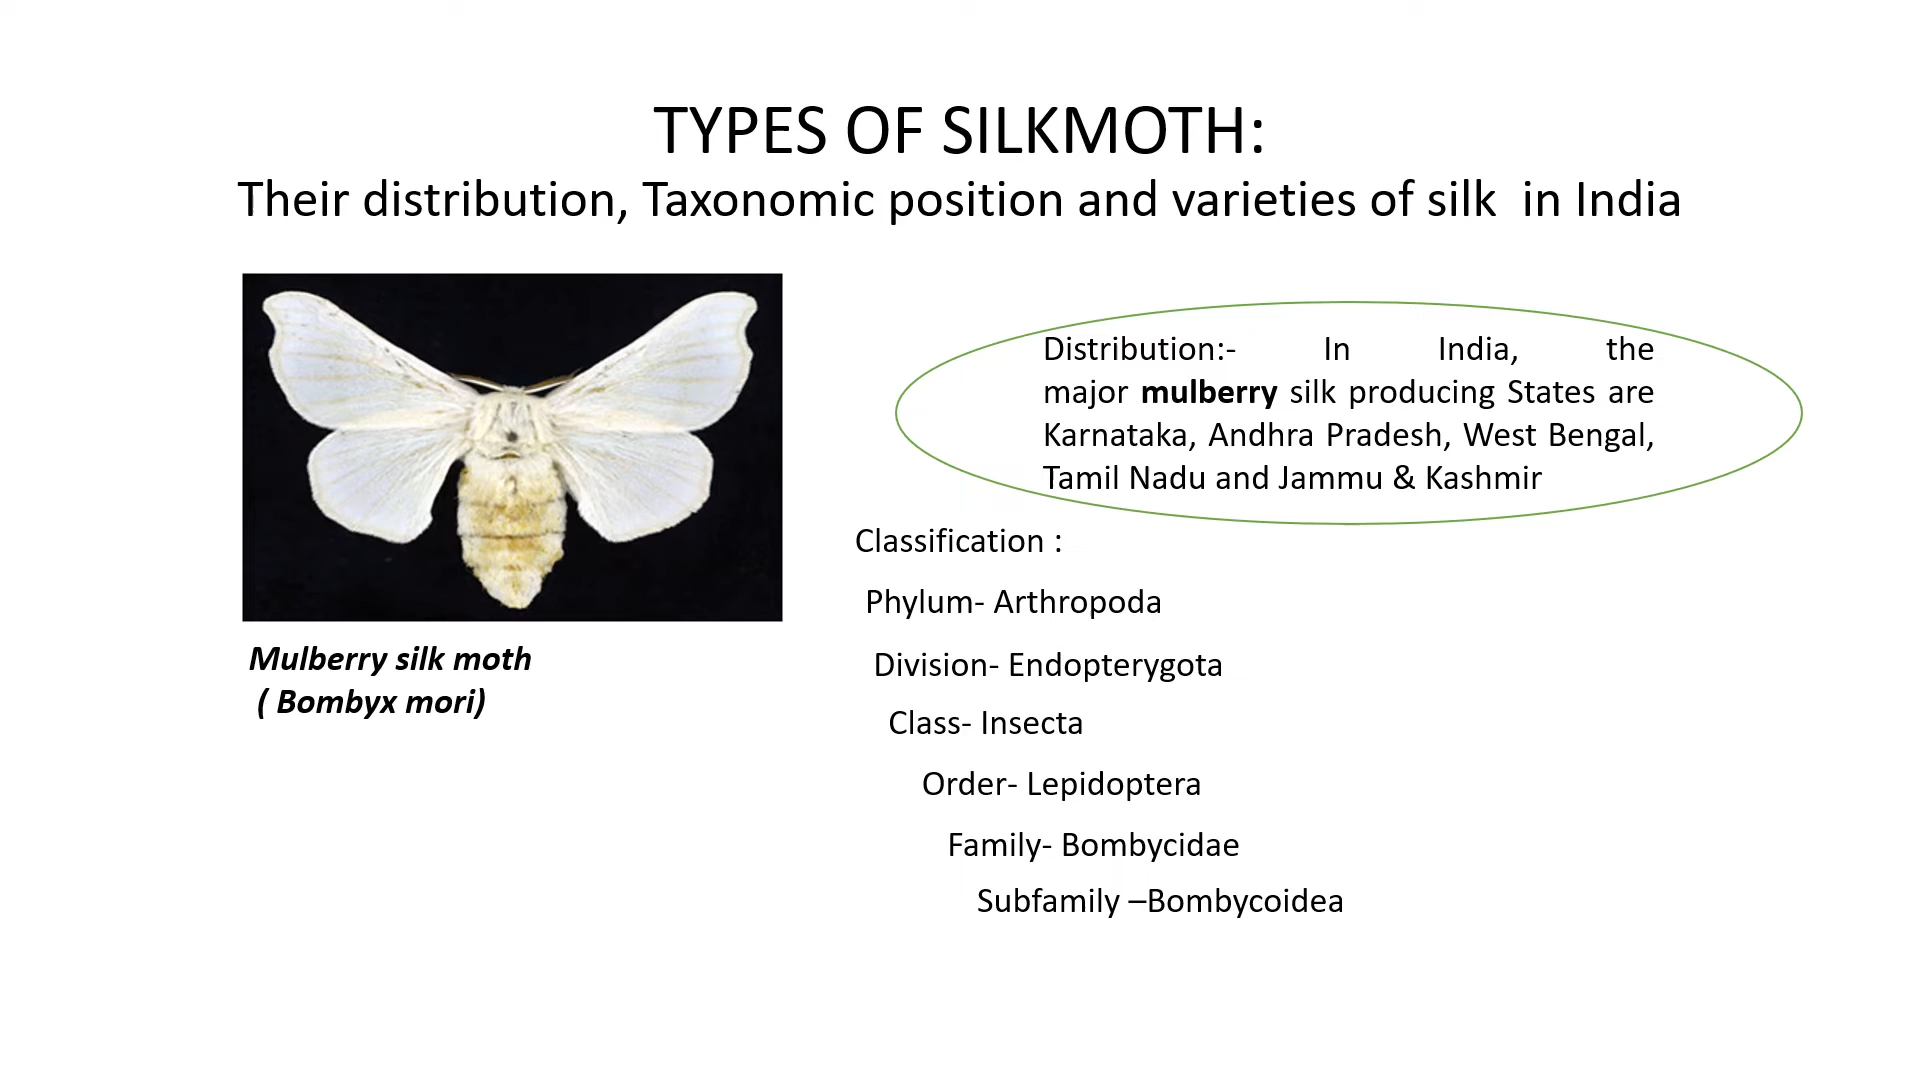 TYPES OF SILKMOTH:
Their distribution, Taxonomic position and varieties of silk in India
Distribution:- In India, the
major mulberry silk producing States are
Karnataka, Andhra Pradesh, West Bengal,
Tamil Nadu and Jammu & Kashmir
Classification :
Phylum- Arthropoda
Division- Endopterygota
Class- Insecta
Order- Lepidoptera
Family- Bombycidae
Subfamily –Bombycoidea
Mulberry silk moth
( Bombyx mori)